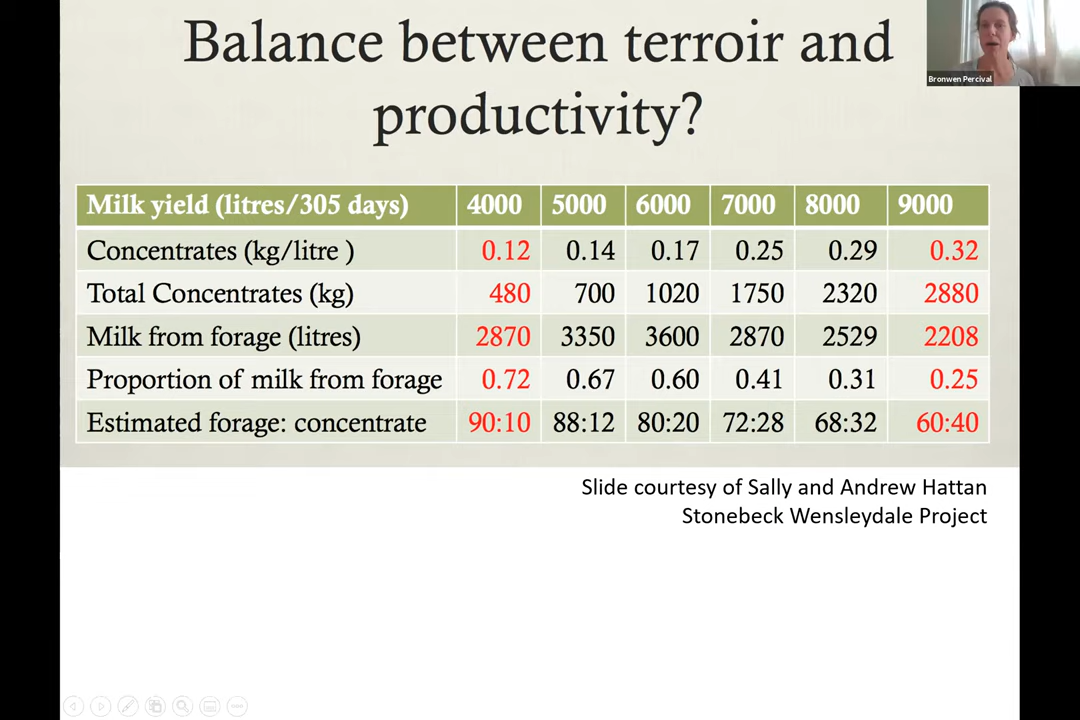 Balance between terroir and
productivity?
Bronwen Percival
Milk yield (litres/305 days) 4000 5000 6000 7000 8000 9000
Concentrates (kg/litre ) 0.12 0.14 0.17 0.25 0.29 0.32
Total Concentrates (kg) 480 700 1020 1750 2320 2880
Milk from forage (litres) 2870 3350 3600 2870 2529 2208
Proportion of milk from forage 0.72 0.67 0.60 0.41 0.31 0.25
Estimated forage: concentrate 90:10 88:12 80:20 72:28 68:32 60:40
Slide courtesy of Sally and Andrew Hattan
Stonebeck Wensleydale Project